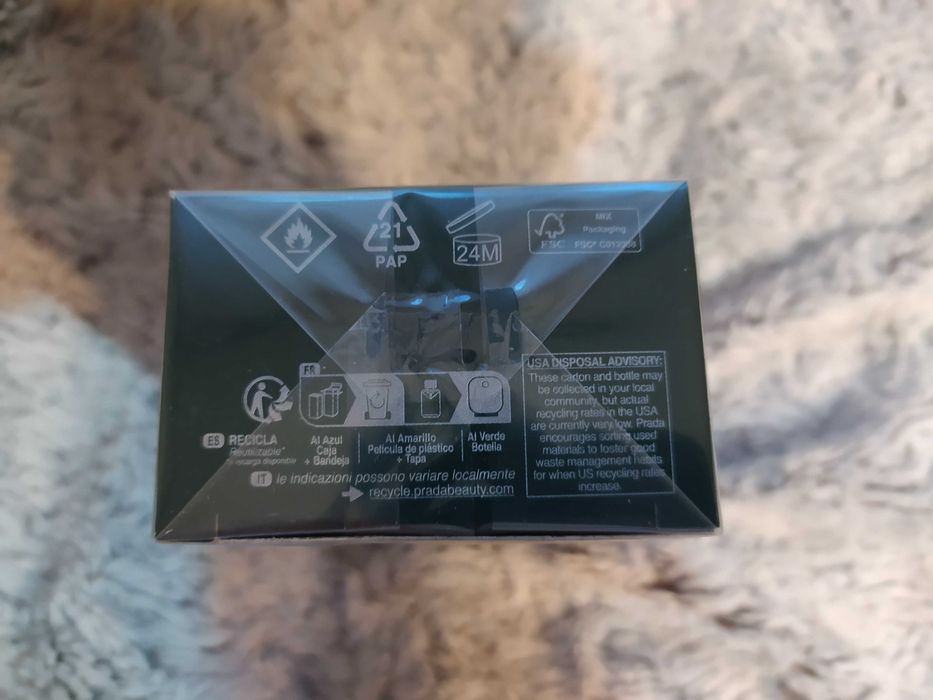 21
PAP
24M
FSC
MIX
Packaging
FR
ES RECICLA
Reutilizable*
Al Azul
Caja
+ Bandeja
Al Amarillo
Película de plástico
+ Tapa
Al Verde
Botella
IT le indicazioni possono variare localmente
recycle.pradabeauty.com
USA DISPOSAL ADVISORY:
These carton and bottle may
be collected in your local
community, but actual
recycling rates in the USA
are currently very low. Prada
encourages sorting used
materials to foster good
waste management habits
for when US recycling rates
increase.